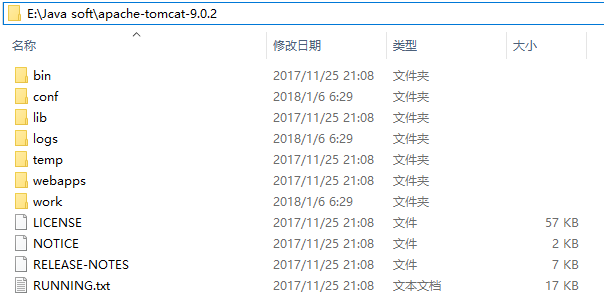 E:\Java soft\apache-tomcat-9.0.2
名称 修改日期 类型 大小
bin 2017/11/25 21:08 文件夹
conf 2018/1/6 6:29 文件夹
lib 2017/11/25 21:08 文件夹
logs 2018/1/6 6:29 文件夹
temp 2017/11/25 21:08 文件夹
webapps 2017/11/25 21:08 文件夹
work 2018/1/6 6:29 文件夹
LICENSE 2017/11/25 21:08 文件 57 KB
NOTICE 2017/11/25 21:08 文件 2 KB
RELEASE-NOTES 2017/11/25 21:08 文件 7 KB
RUNNING.txt 2017/11/25 21:08 文本文档 17 KB